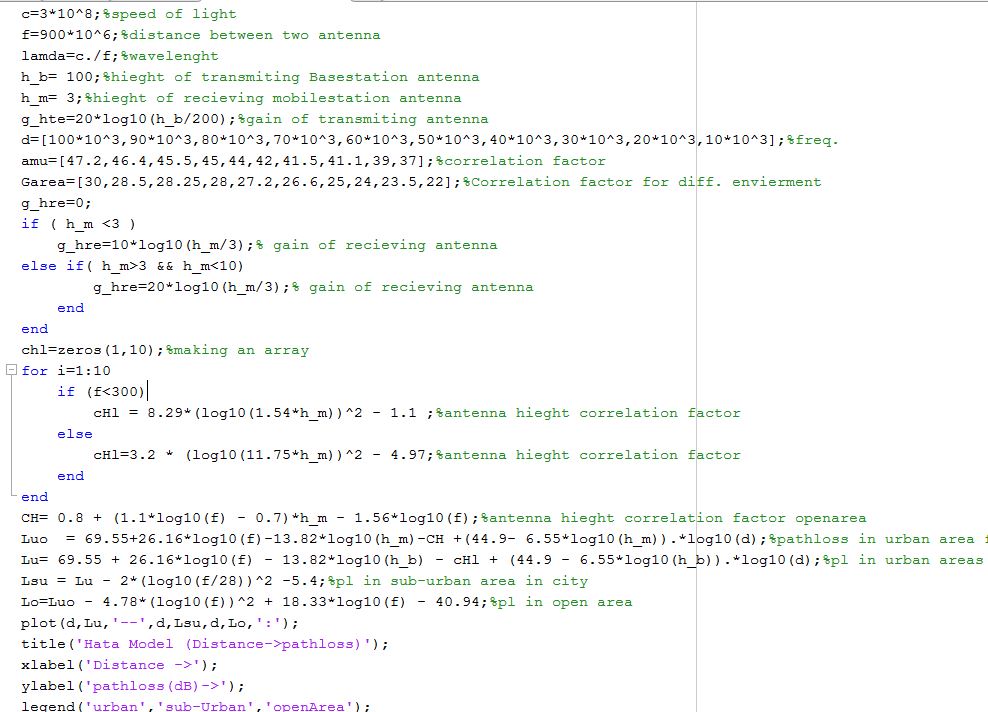 c=3*10^8;%speed of light
f=900*10^6;%distance between two antenna
lamda=c./f;%wavelenght
h_b= 100;%hieght of transmiting Basestation antenna
h_m= 3;%hieght of recieving mobilestation antenna
g_hte=20*log10(h_b/200);%gain of transmiting antenna
d=[100*10^3,90*10^3,80*10^3,70*10^3,60*10^3,50*10^3,40*10^3,30*10^3,20*10^3,10*10^3];%freq.
amu=[47.2,46.4,45.5,45,44,42,41.5,41.1,39,37];%correlation factor
Garea=[30,28.5,28.25,28,27.2,26.6,25,24,23.5,22];%Correlation factor for diff. envierment
g_hre=0;
if ( h_m <3 )
    g_hre=10*log10(h_m/3);% gain of recieving antenna
else if( h_m>3 && h_m<10)
        g_hre=20*log10(h_m/3);% gain of recieving antenna
    end
end
chl=zeros(1,10);%making an array
for i=1:10
    if (f<300)
        cHl = 8.29*(log10(1.54*h_m))^2 - 1.1 ;%antenna hieght correlation factor
    else
        cHl=3.2 * (log10(11.75*h_m))^2 - 4.97;%antenna hieght correlation factor
    end
end
CH= 0.8 + (1.1*log10(f) - 0.7)*h_m - 1.56*log10(f);%antenna hieght correlation factor openarea
Luo  = 69.55+26.16*log10(f)-13.82*log10(h_m)-CH +(44.9- 6.55*log10(h_m)).*log10(d);%pathloss in urban area
Lu= 69.55 + 26.16*log10(f) - 13.82*log10(h_b) - cHl + (44.9 - 6.55*log10(h_b)).*log10(d);%pl in urban areas
Lsu = Lu - 2*(log10(f/28))^2 -5.4;%pl in sub-urban area in city
Lo=Luo - 4.78*(log10(f))^2 + 18.33*log10(f) - 40.94;%pl in open area
plot(d,Lu,'--',d,Lsu,d,Lo,':');
title('Hata Model (Distance->pathloss)');
xlabel('Distance ->');
ylabel('pathloss(dB)->');
legend('urban','sub-Urban','openArea');